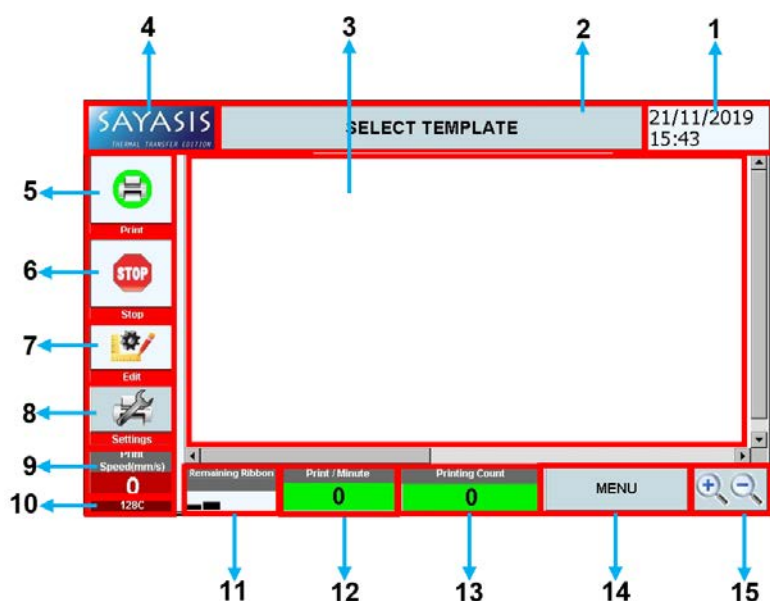 4
3
2
1
SAYASIS
THERMAL TRANSFER EDITION
SELECT TEMPLATE
21/11/2019
15:43
5
Print
6
STOP
Stop
7
Edit
8
Settings
9
Print
Speed(mm/s)
0
10
128C
Remaining Ribbon
Print / Minute
0
Printing Count
0
MENU
11
12
13
14
15